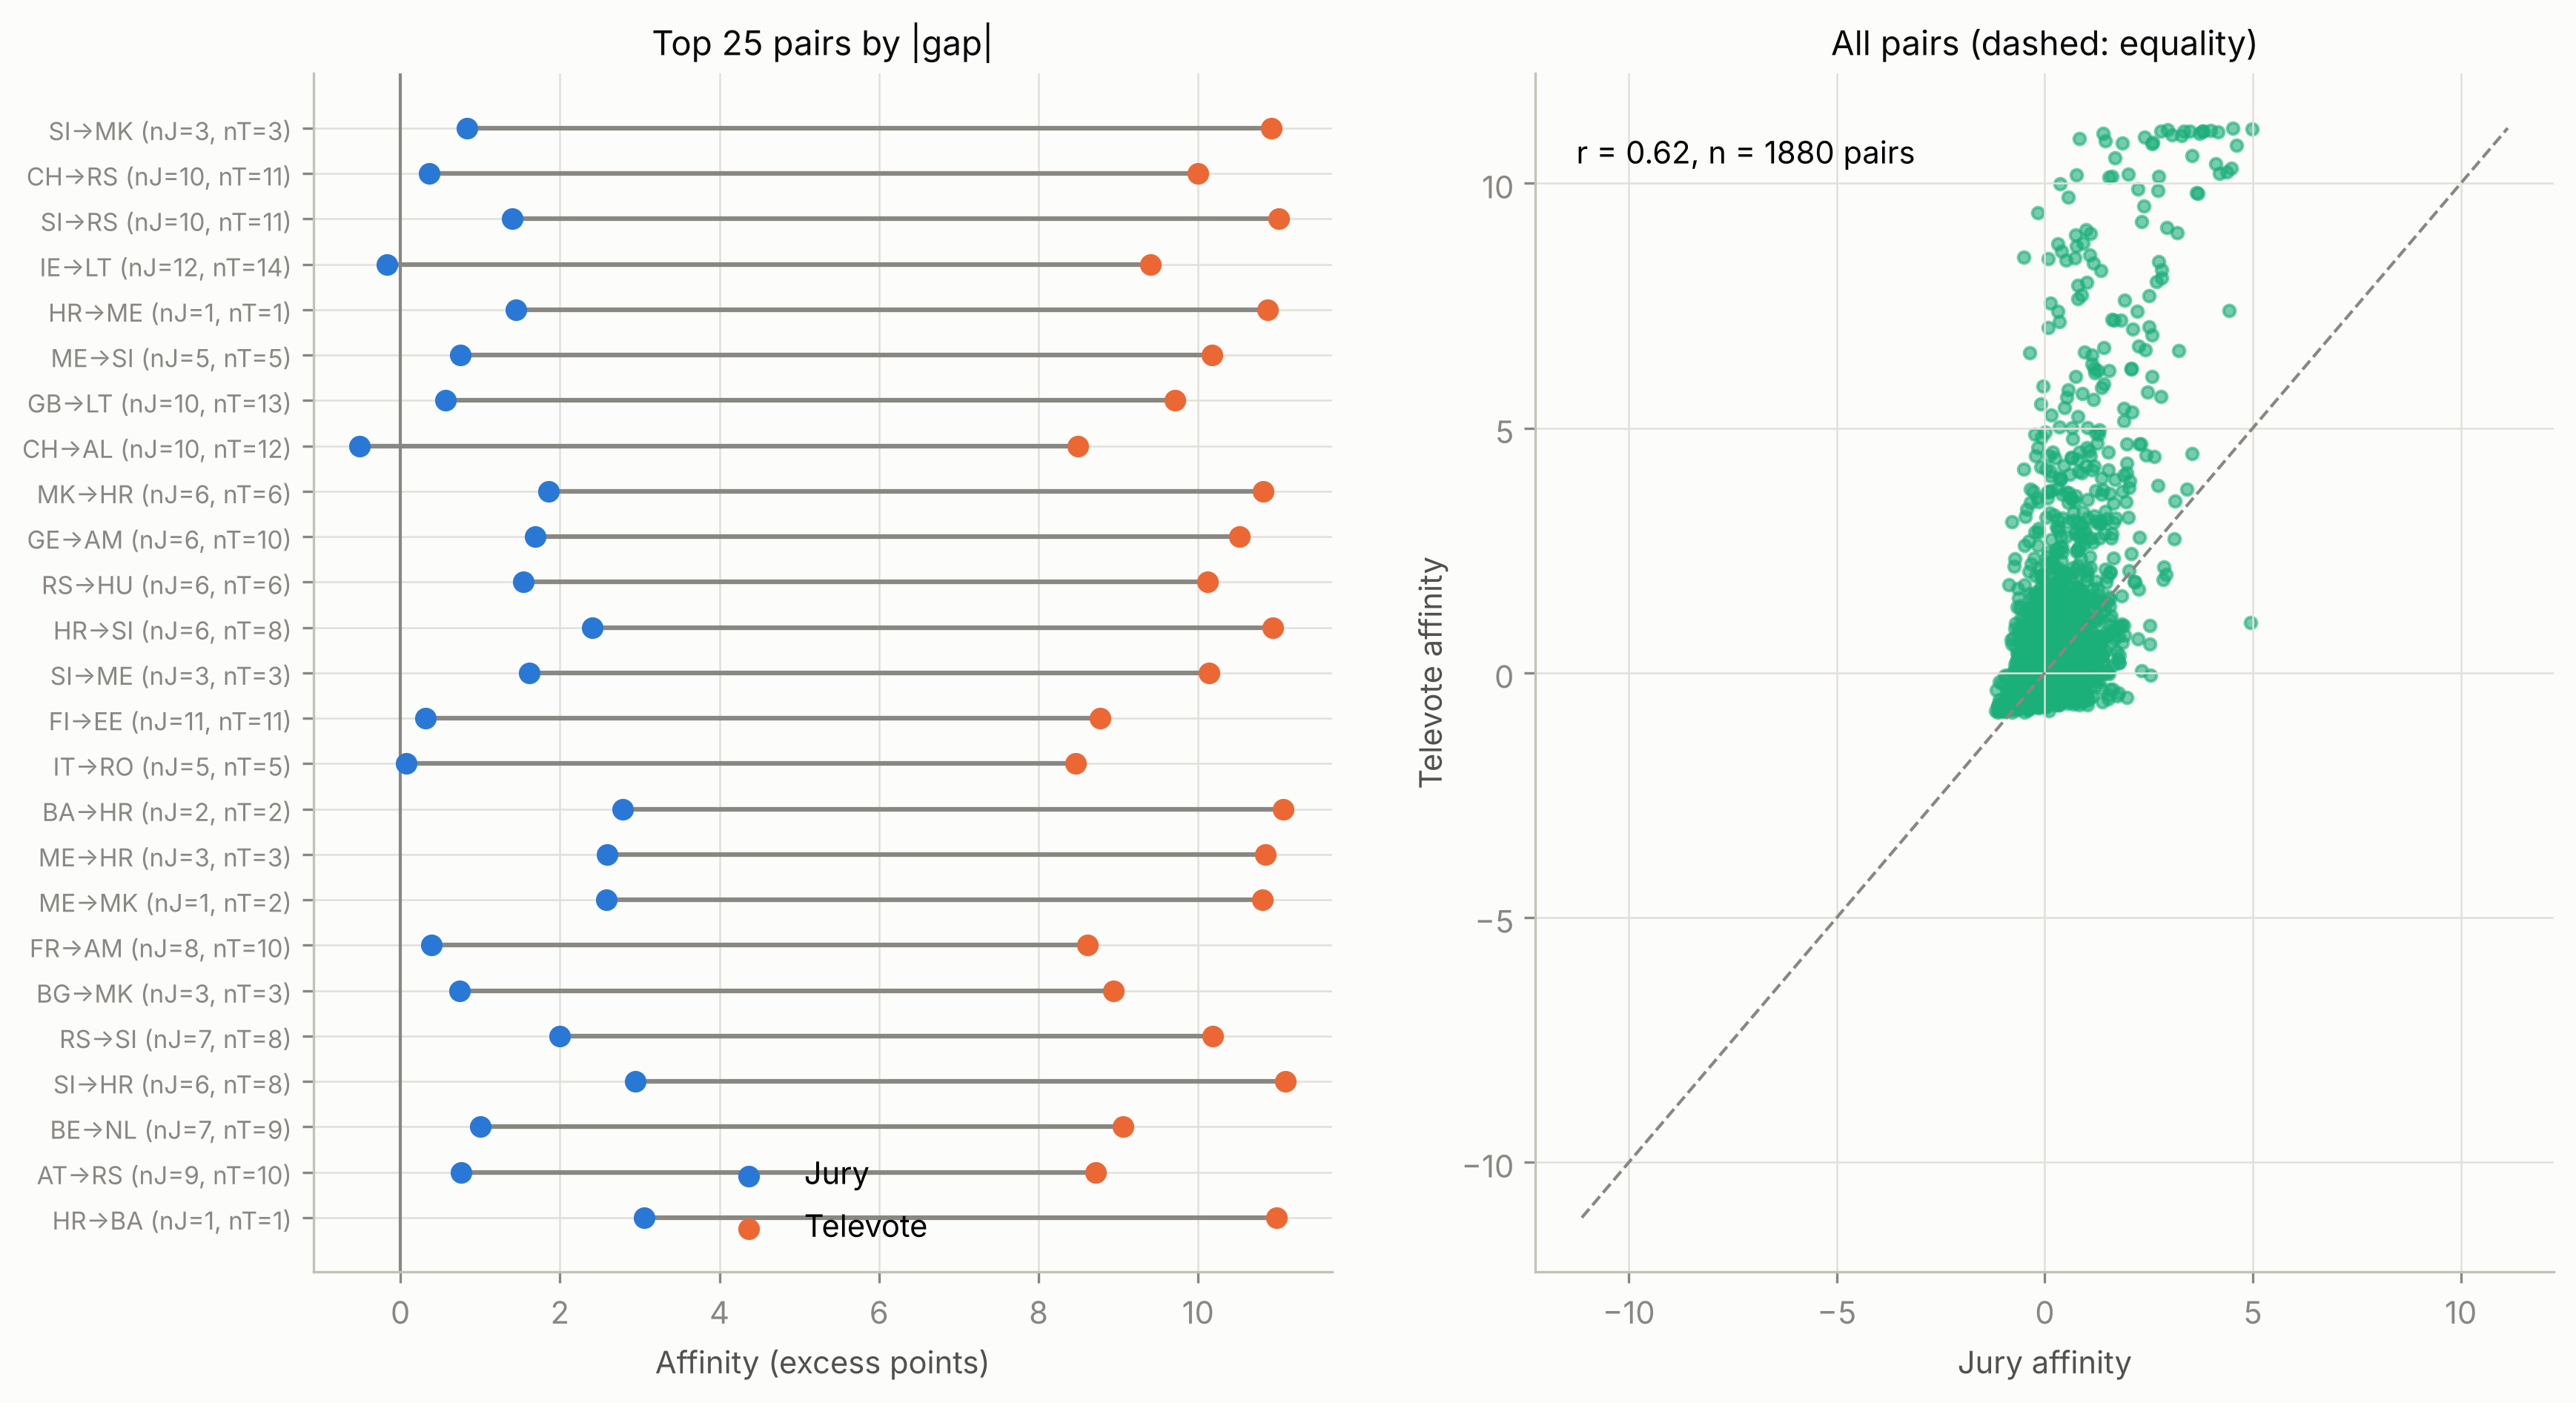 Top 25 pairs by |gap|
SI→MK (nJ=3, nT=3)
CH→RS (nJ=10, nT=11)
SI→RS (nJ=10, nT=11)
IE→LT (nJ=12, nT=14)
HR→ME (nJ=1, nT=1)
ME→SI (nJ=5, nT=5)
GB→LT (nJ=10, nT=13)
CH→AL (nJ=10, nT=12)
MK→HR (nJ=6, nT=6)
GE→AM (nJ=6, nT=10)
RS→HU (nJ=6, nT=6)
HR→SI (nJ=6, nT=8)
SI→ME (nJ=3, nT=3)
FI→EE (nJ=11, nT=11)
IT→RO (nJ=5, nT=5)
BA→HR (nJ=2, nT=2)
ME→HR (nJ=3, nT=3)
ME→MK (nJ=1, nT=2)
FR→AM (nJ=8, nT=10)
BG→MK (nJ=3, nT=3)
RS→SI (nJ=7, nT=8)
SI→HR (nJ=6, nT=8)
BE→NL (nJ=7, nT=9)
AT→RS (nJ=9, nT=10)
HR→BA (nJ=1, nT=1)
Jury
Televote
0 2 4 6 8 10
Affinity (excess points)
All pairs (dashed: equality)
r = 0.62, n = 1880 pairs
Televote affinity
10
5
0
−5
−10
−10 −5 0 5 10
Jury affinity